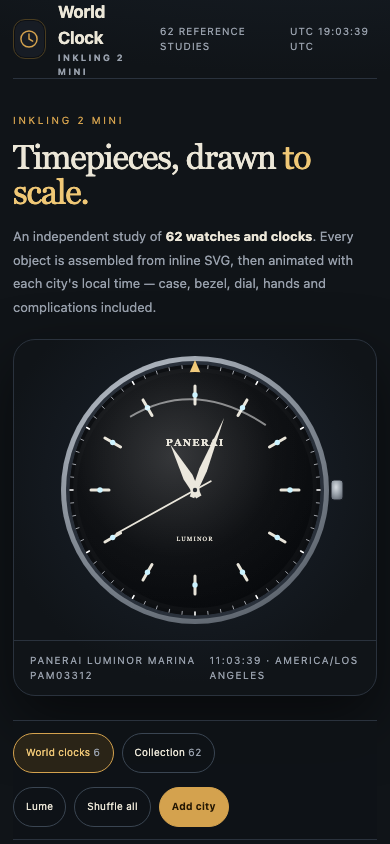 World
Clock
INKLING 2
MINI
62 REFERENCE
STUDIES
UTC 19:03:39
UTC
INKLING 2 MINI
Timepieces, drawn to
scale.
An independent study of 62 watches and clocks. Every
object is assembled from inline SVG, then animated with
each city's local time — case, bezel, dial, hands and
complications included.
PANERAI
LUMINOR
PANERAI LUMINOR MARINA
PAM03312
11:03:39 · AMERICA/LOS
ANGELES
World clocks 6
Collection 62
Lume
Shuffle all
Add city